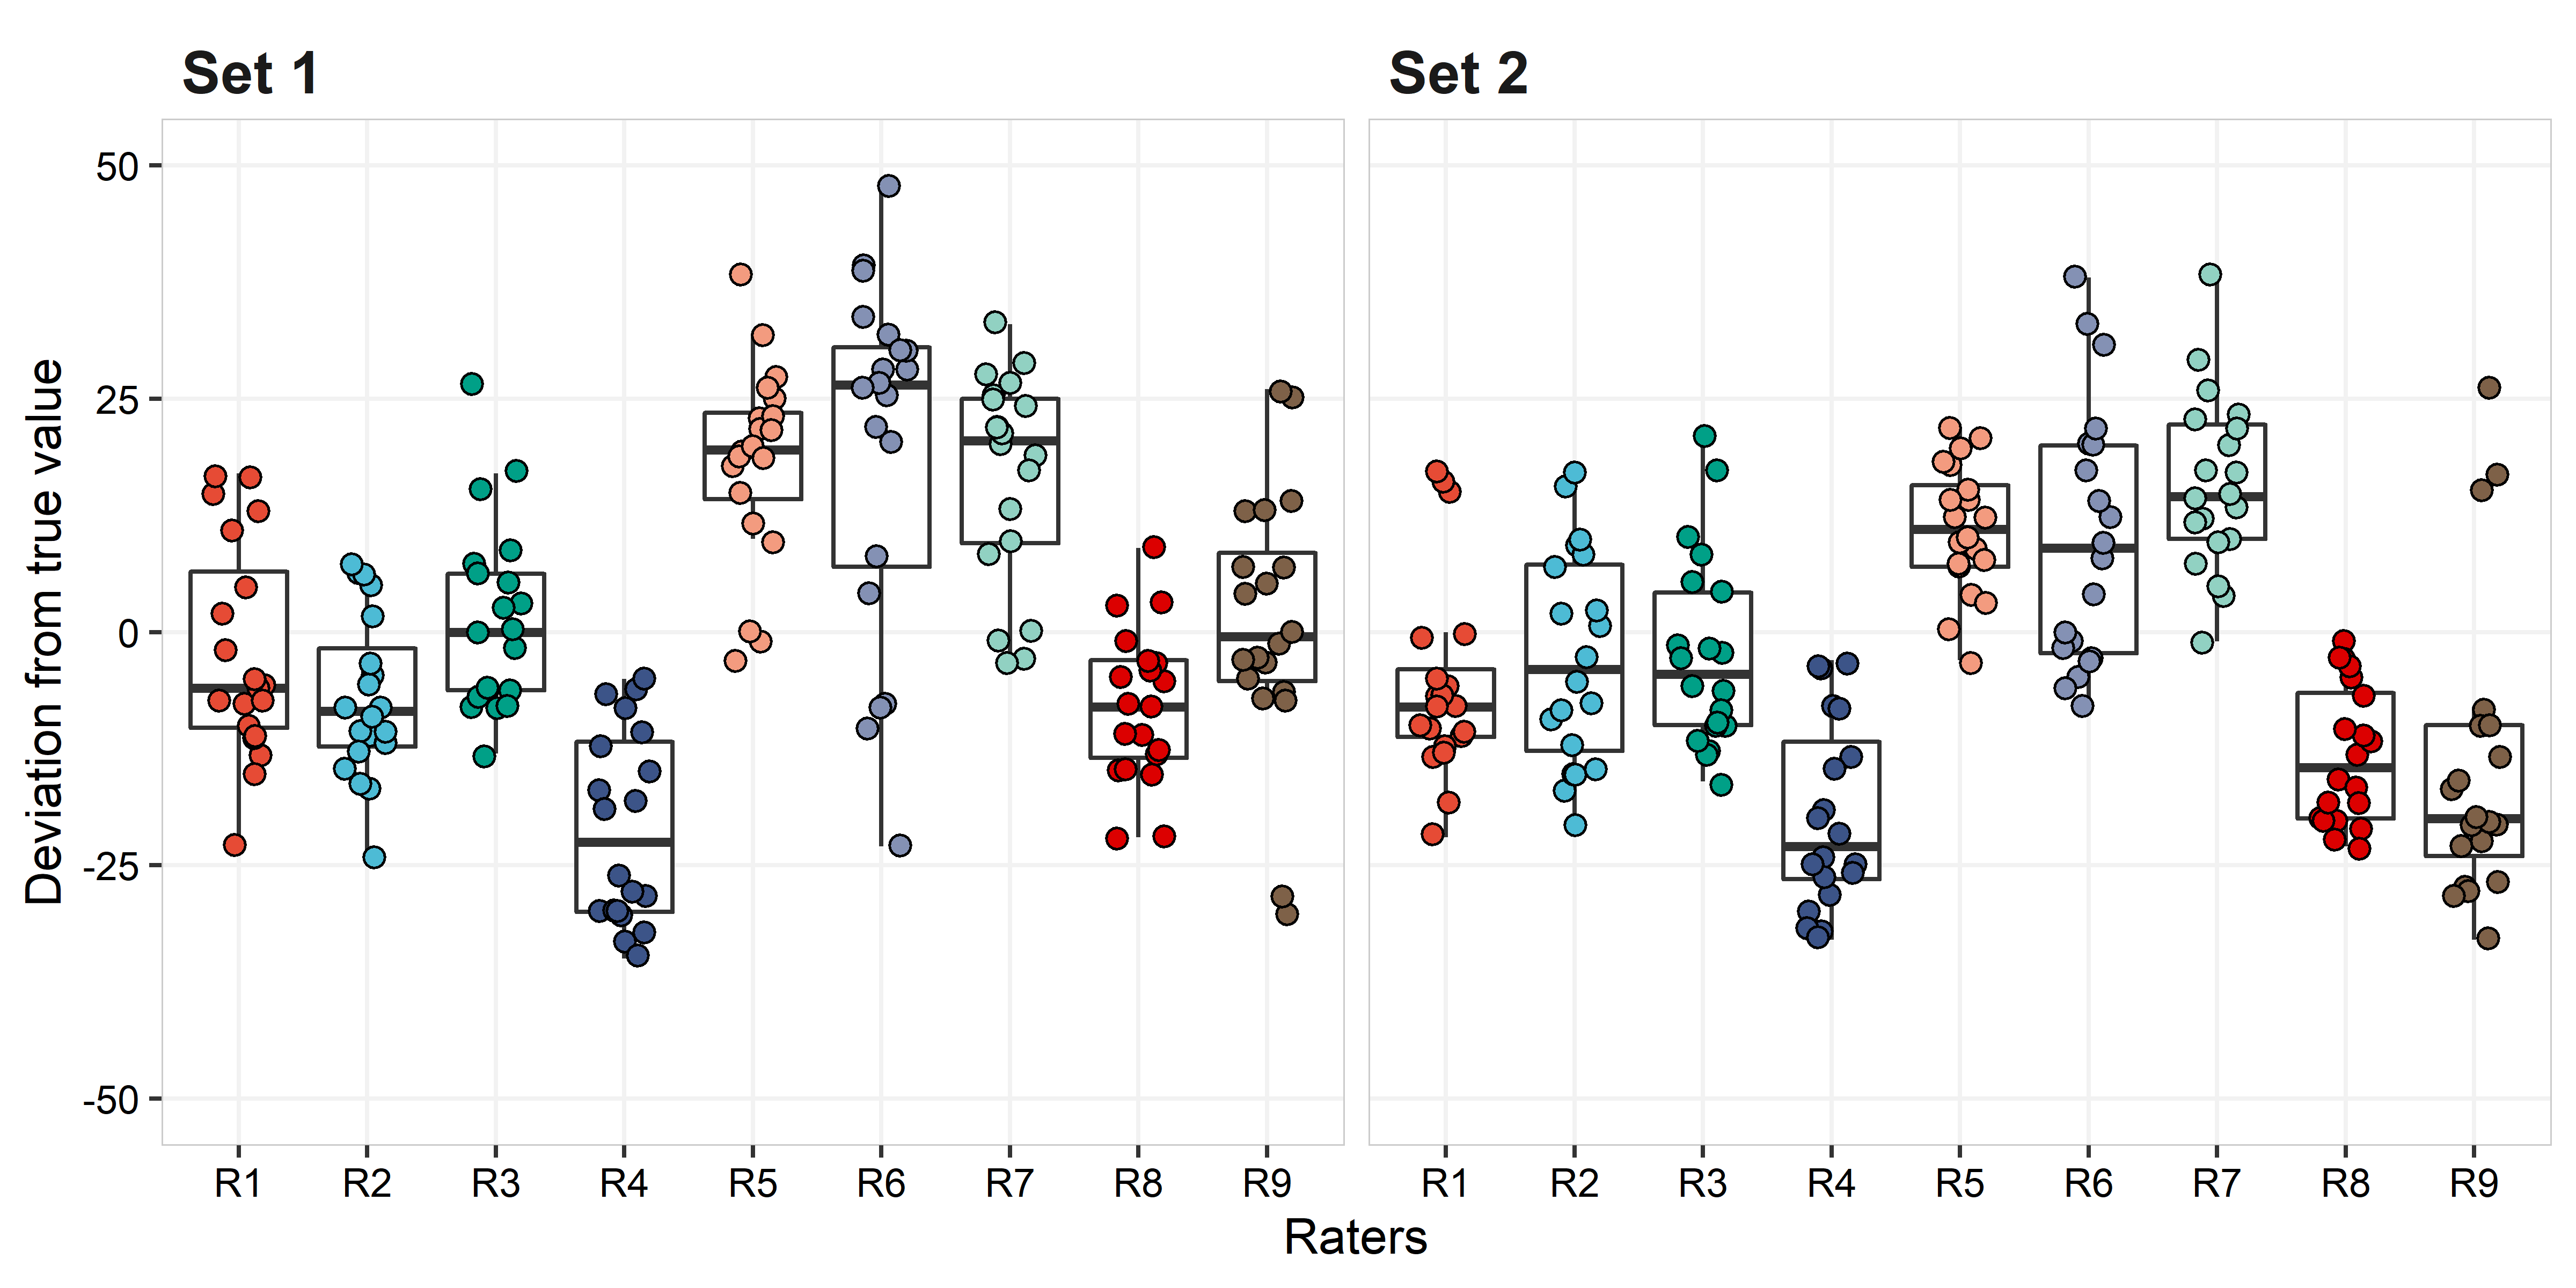 Set 1
Set 2
Deviation from true value
50
25
0
-25
-50
R1 R2 R3 R4 R5 R6 R7 R8 R9
R1 R2 R3 R4 R5 R6 R7 R8 R9
Raters